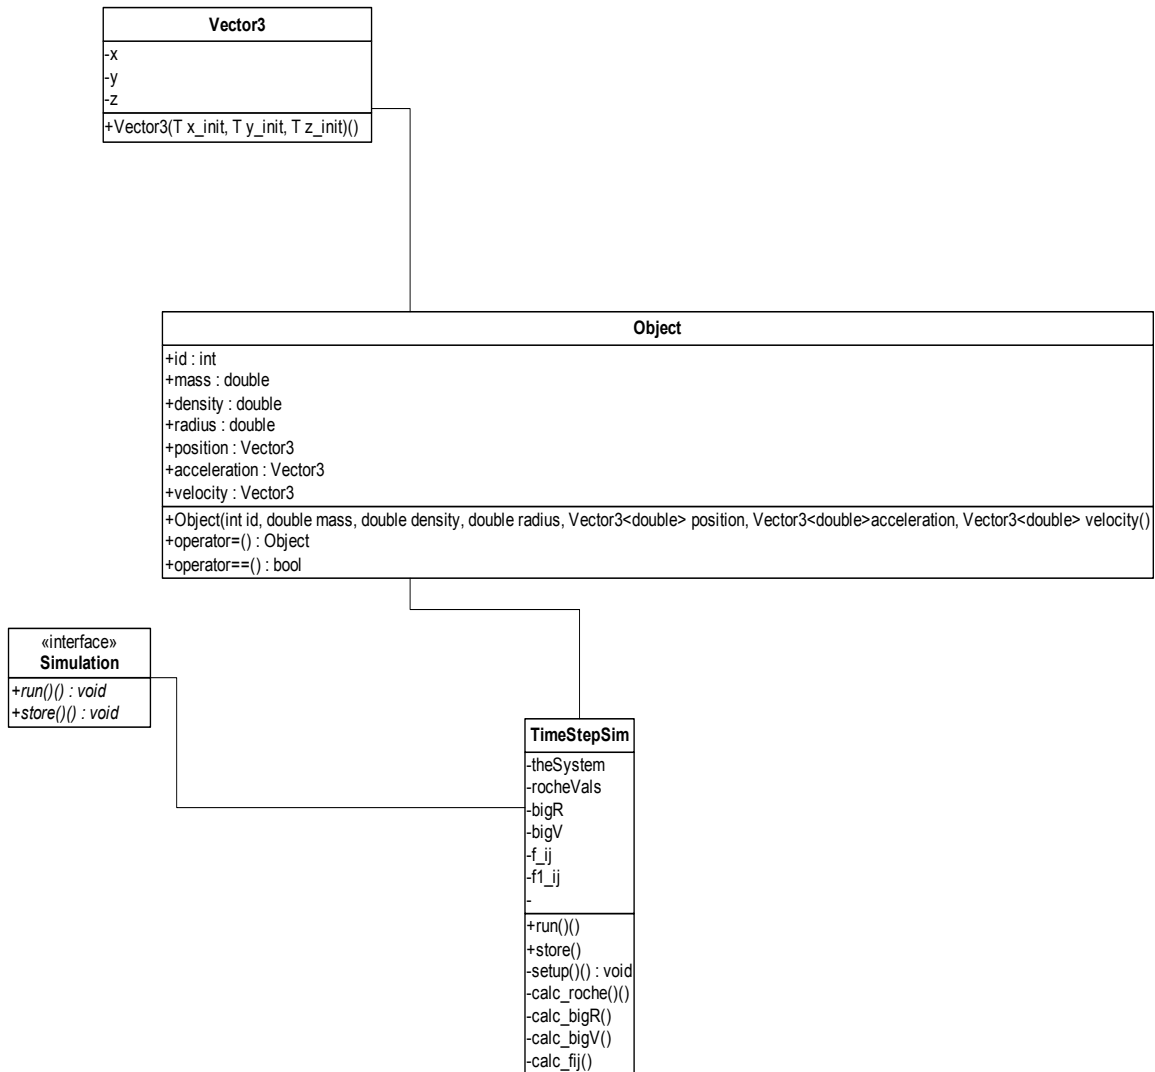 Vector3
-x
-y
-z
+Vector3(T x_init, T y_init, T z_init)()
Object
+id : int
+mass : double
+density : double
+radius : double
+position : Vector3
+acceleration : Vector3
+velocity : Vector3
+Object(int id, double mass, double density, double radius, Vector3<double> position, Vector3<double>acceleration, Vector3<double> velocity()
+operator=() : Object
+operator==() : bool
«interface»
Simulation
+run()() : void
+store()() : void
TimeStepSim
-theSystem
-rocheVals
-bigR
-bigV
-f_ij
-f1_ij
-
+run()()
+store()
-setup()() : void
-calc_roche()()
-calc_bigR()
-calc_bigV()
-calc_fij()